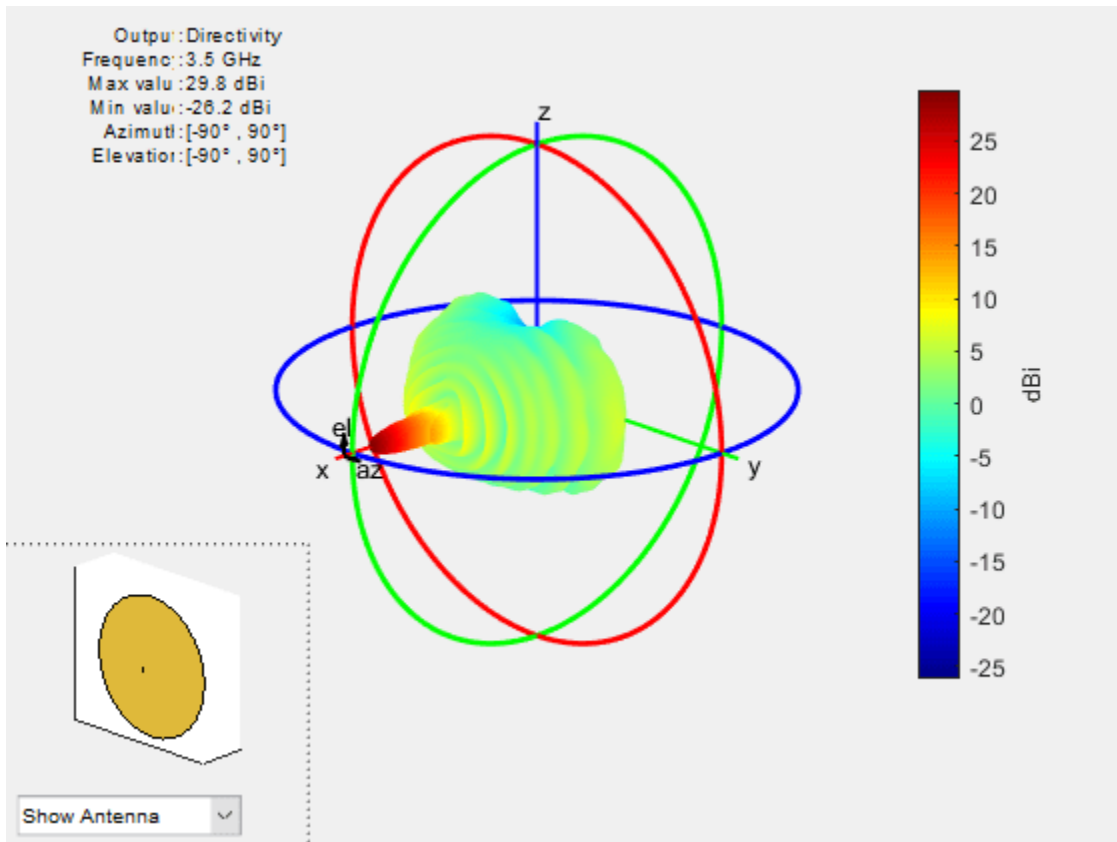 Outpu :Directivity
Frequenc :3.5 GHz
Max valu :29.8 dBi
Min valu :-26.2 dBi
Azimutl :[-90° , 90°]
Elevatior :[-90° , 90°]
z
el
x
az
y
25
20
15
10
5
0
-5
-10
-15
-20
-25
dBi
Show Antenna